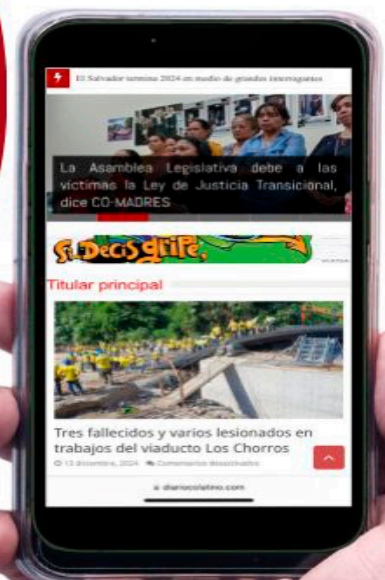 El Salvador termina 2024 en medio de grandes interrogantes
La Asamblea Legislativa debe a las
víctimas la Ley de Justicia Transicional,
dice CO-MADRES
Si Decís gripe,
Titular principal
Tres fallecidos y varios lesionados en
trabajos del viaducto Los Chorros
13 diciembre, 2024 Comentarios desactivados
diariocolatino.com